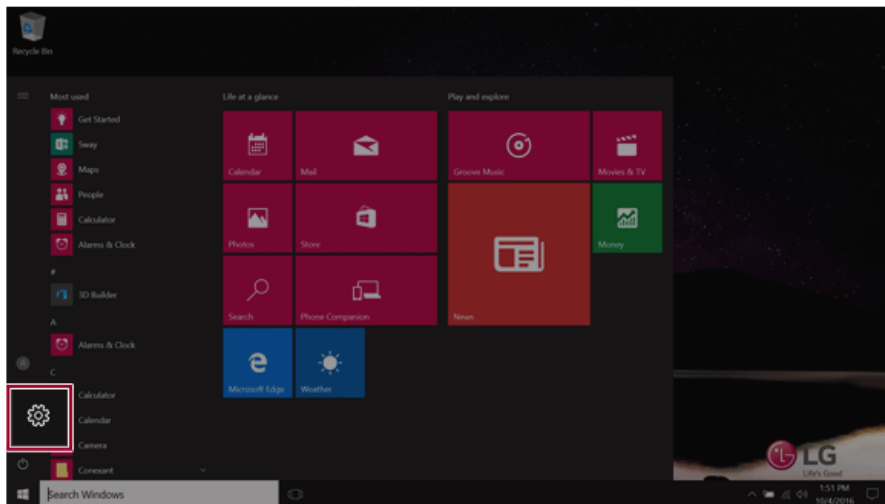 Recycle Bin
Most used
Get Started
Sway
Maps
People
Calculator
Alarms & Clock
#
3D Builder
A
Alarms & Clock
C
Calculator
Calendar
Camera
Conexant
Life at a glance
Calendar
Mail
Photos
Store
Search
Phone Companion
Microsoft Edge
Weather
Play and explore
Groove Music
Movies & TV
News
Money
LG
Life's Good
Search Windows
1:51 PM
10/4/2016